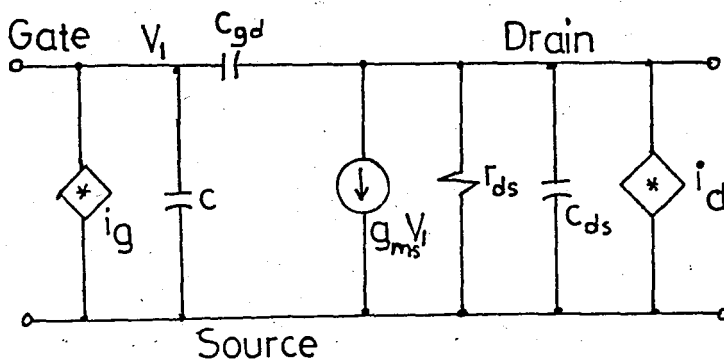 Gate V₁ Cgd Drain
* ig
C
gmsV₁
rds
Cds
* id
Source